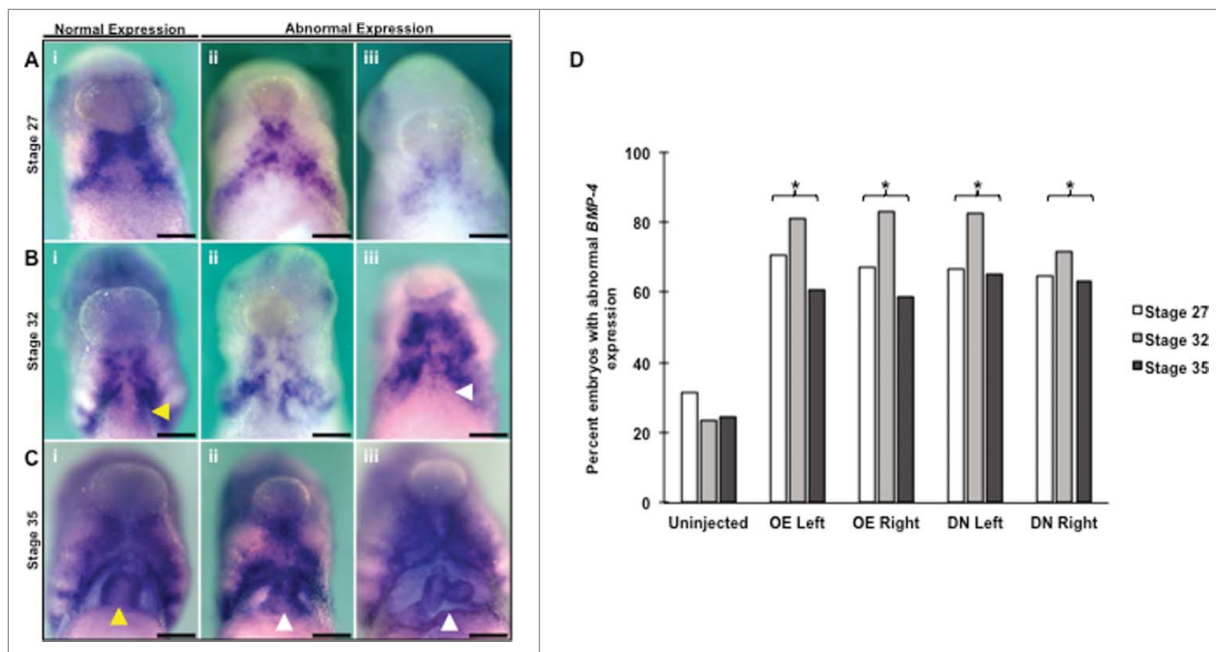 Normal Expression
Abnormal Expression
A
i
ii
iii
Stage 27
B
i
ii
iii
Stage 32
C
i
ii
iii
Stage 35
D
Percent embryos with abnormal BMP-4
expression
100
80
60
40
20
0
*
*
*
*
Uninjected
OE Left
OE Right
DN Left
DN Right
Stage 27
Stage 32
Stage 35